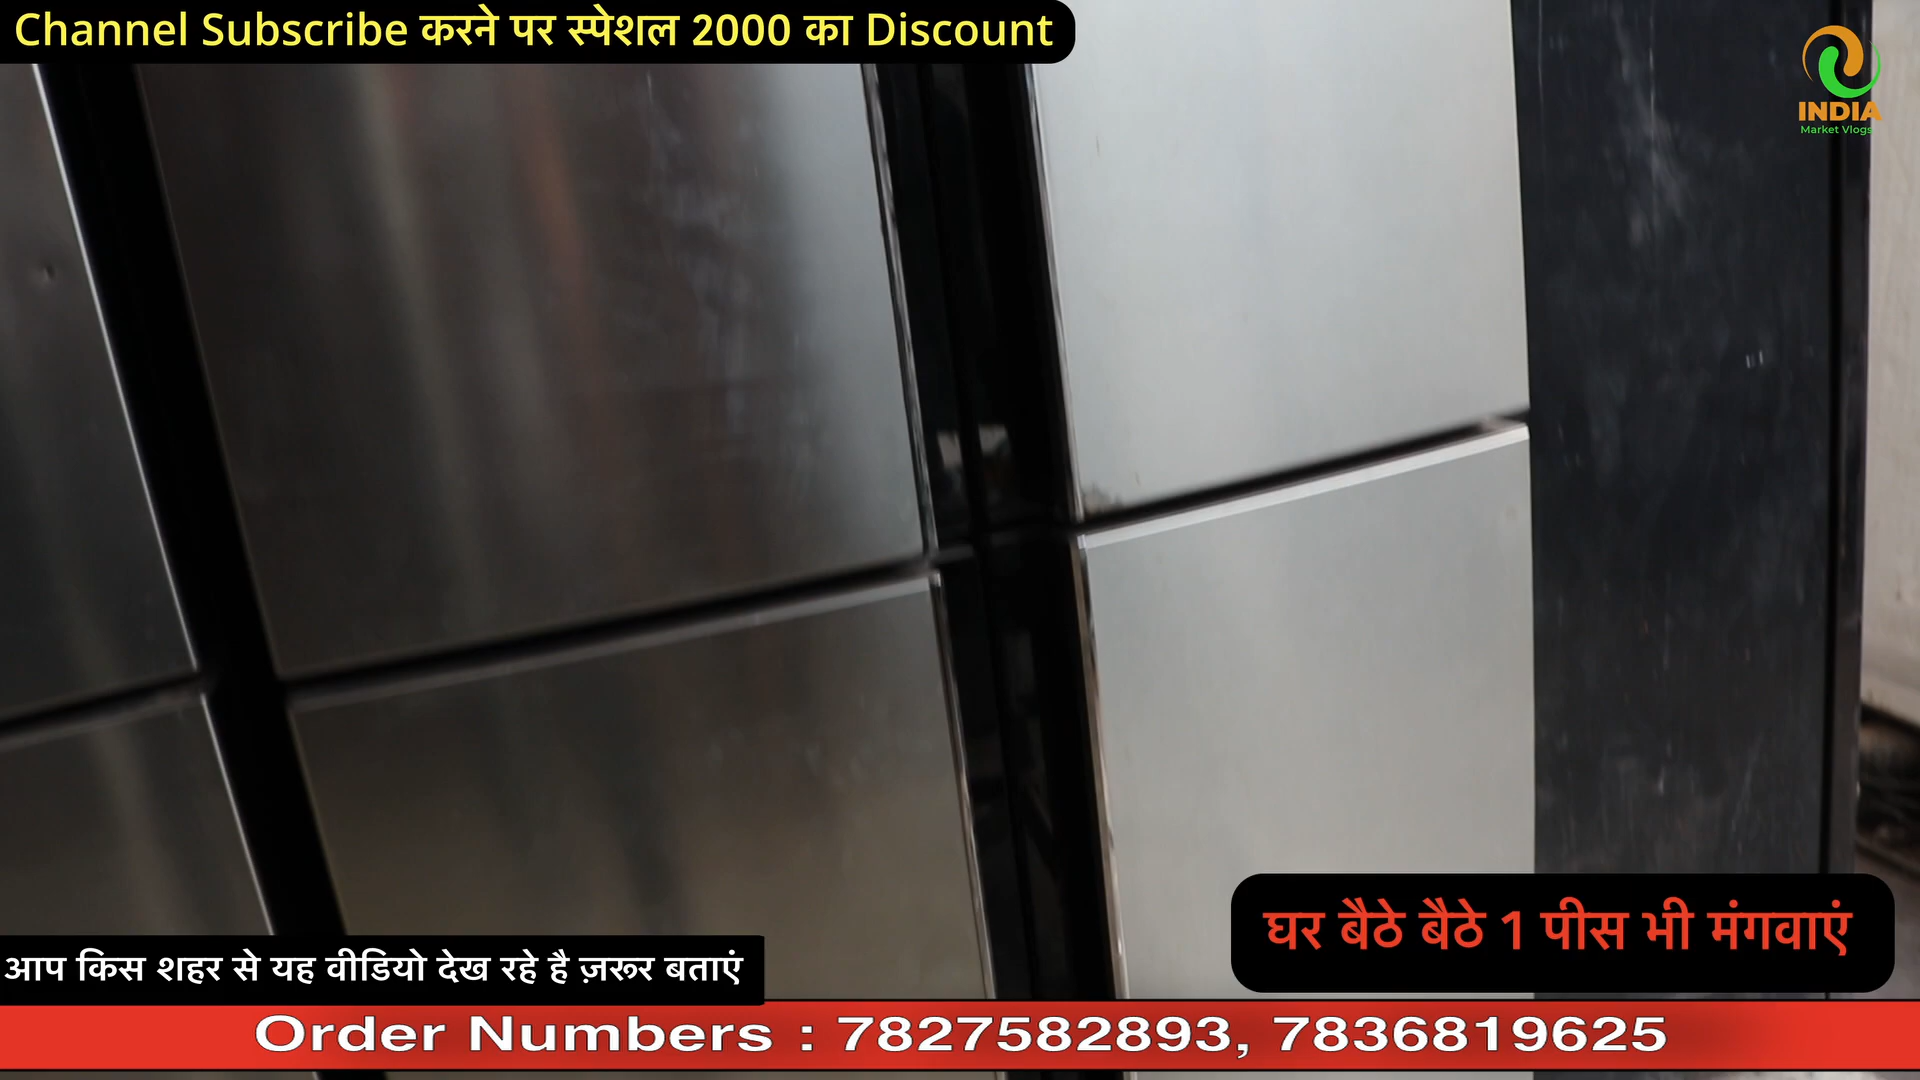 Channel Subscribe करने पर स्पेशल 2000 का Discount
INDIA
Market Vlogs
घर बैठे बैठे 1 पीस भी मंगवाएं
आप किस शहर से यह वीडियो देख रहे है ज़रूर बताएं
Order Numbers : 7827582893, 7836819625